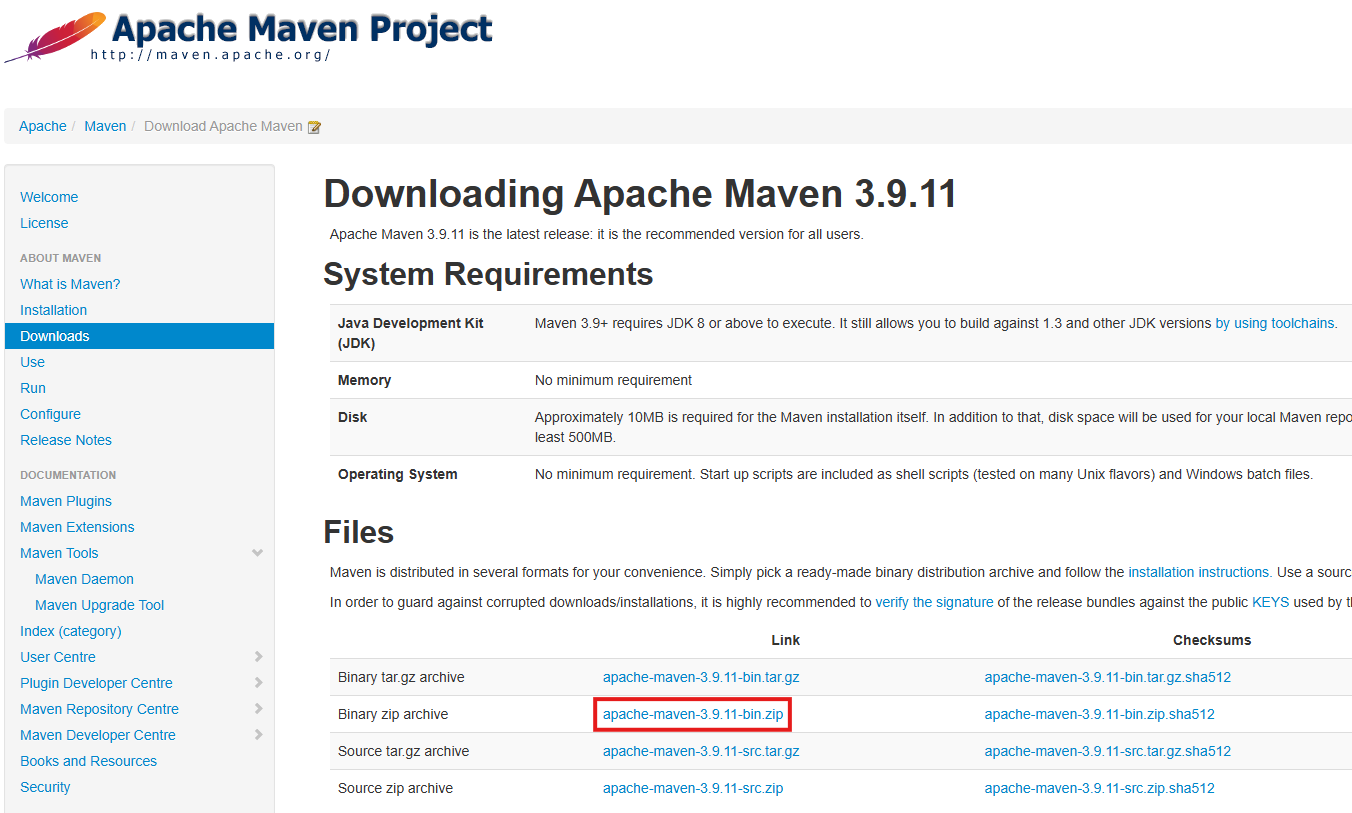 Apache Maven Project
http://maven.apache.org/
Apache / Maven / Download Apache Maven
Welcome
License
ABOUT MAVEN
What is Maven?
Installation
Downloads
Use
Run
Configure
Release Notes
DOCUMENTATION
Maven Plugins
Maven Extensions
Maven Tools
Maven Daemon
Maven Upgrade Tool
Index (category)
User Centre
Plugin Developer Centre
Maven Repository Centre
Maven Developer Centre
Books and Resources
Security
Downloading Apache Maven 3.9.11
Apache Maven 3.9.11 is the latest release: it is the recommended version for all users.
System Requirements
Java Development Kit (JDK)
Maven 3.9+ requires JDK 8 or above to execute. It still allows you to build against 1.3 and other JDK versions by using toolchains.
Memory
No minimum requirement
Disk
Approximately 10MB is required for the Maven installation itself. In addition to that, disk space will be used for your local Maven repo
least 500MB.
Operating System
No minimum requirement. Start up scripts are included as shell scripts (tested on many Unix flavors) and Windows batch files.
Files
Maven is distributed in several formats for your convenience. Simply pick a ready-made binary distribution archive and follow the installation instructions. Use a sourc
In order to guard against corrupted downloads/installations, it is highly recommended to verify the signature of the release bundles against the public KEYS used by th
Link Checksums
Binary tar.gz archive apache-maven-3.9.11-bin.tar.gz apache-maven-3.9.11-bin.tar.gz.sha512
Binary zip archive apache-maven-3.9.11-bin.zip apache-maven-3.9.11-bin.zip.sha512
Source tar.gz archive apache-maven-3.9.11-src.tar.gz apache-maven-3.9.11-src.tar.gz.sha512
Source zip archive apache-maven-3.9.11-src.zip apache-maven-3.9.11-src.zip.sha512